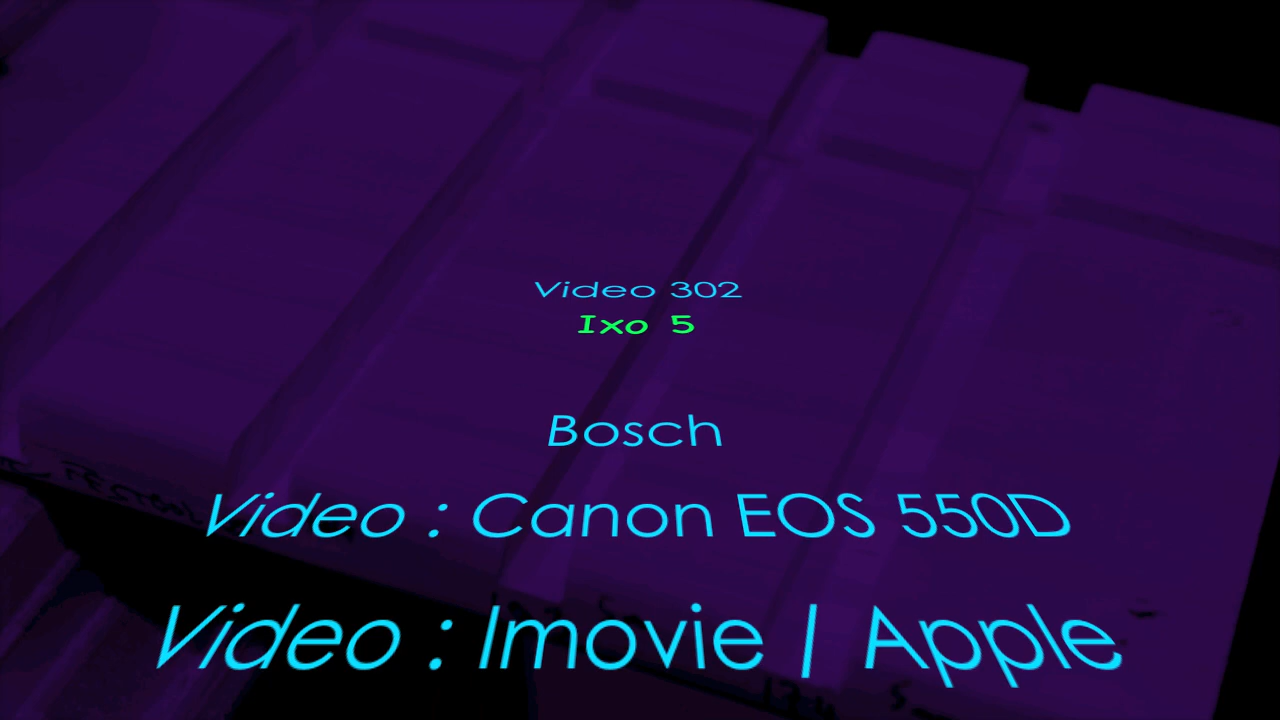 Video 302
Ixo 5
Bosch
Video : Canon EOS 550D
Video : Imovie | Apple